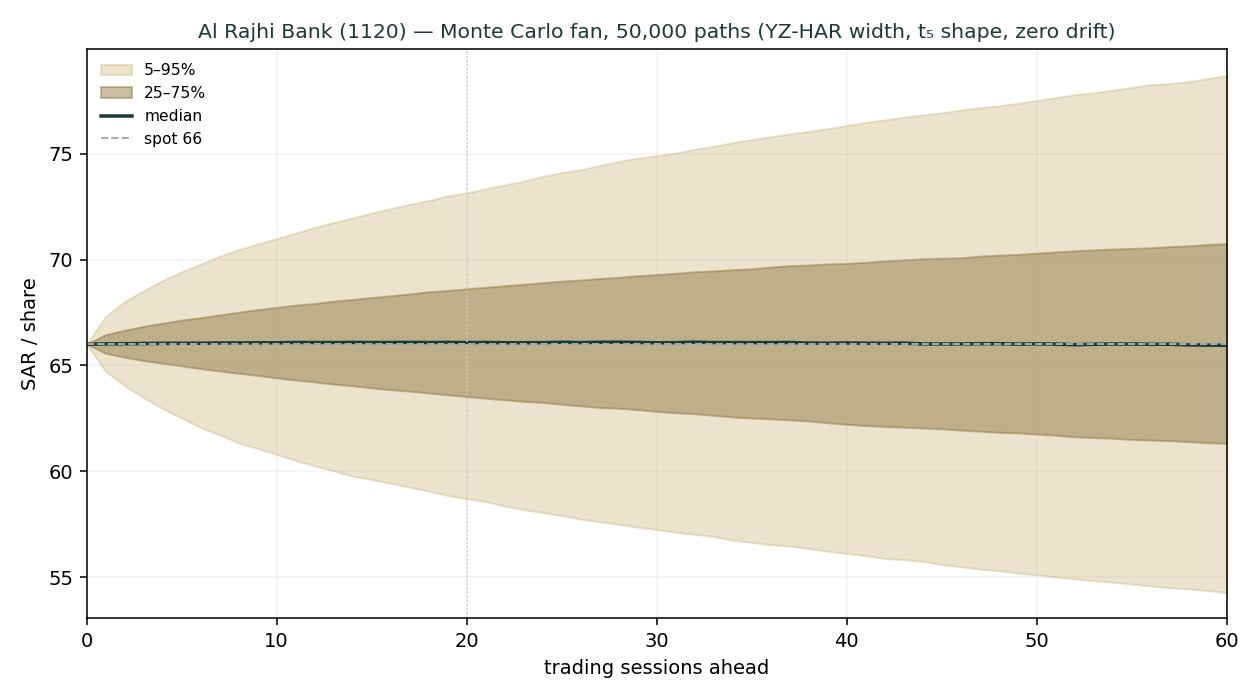 Al Rajhi Bank (1120) — Monte Carlo fan, 50,000 paths (YZ-HAR width, t₅ shape, zero drift)
5–95%
25–75%
median
spot 66
SAR / share
75
70
65
60
55
0 10 20 30 40 50 60
trading sessions ahead